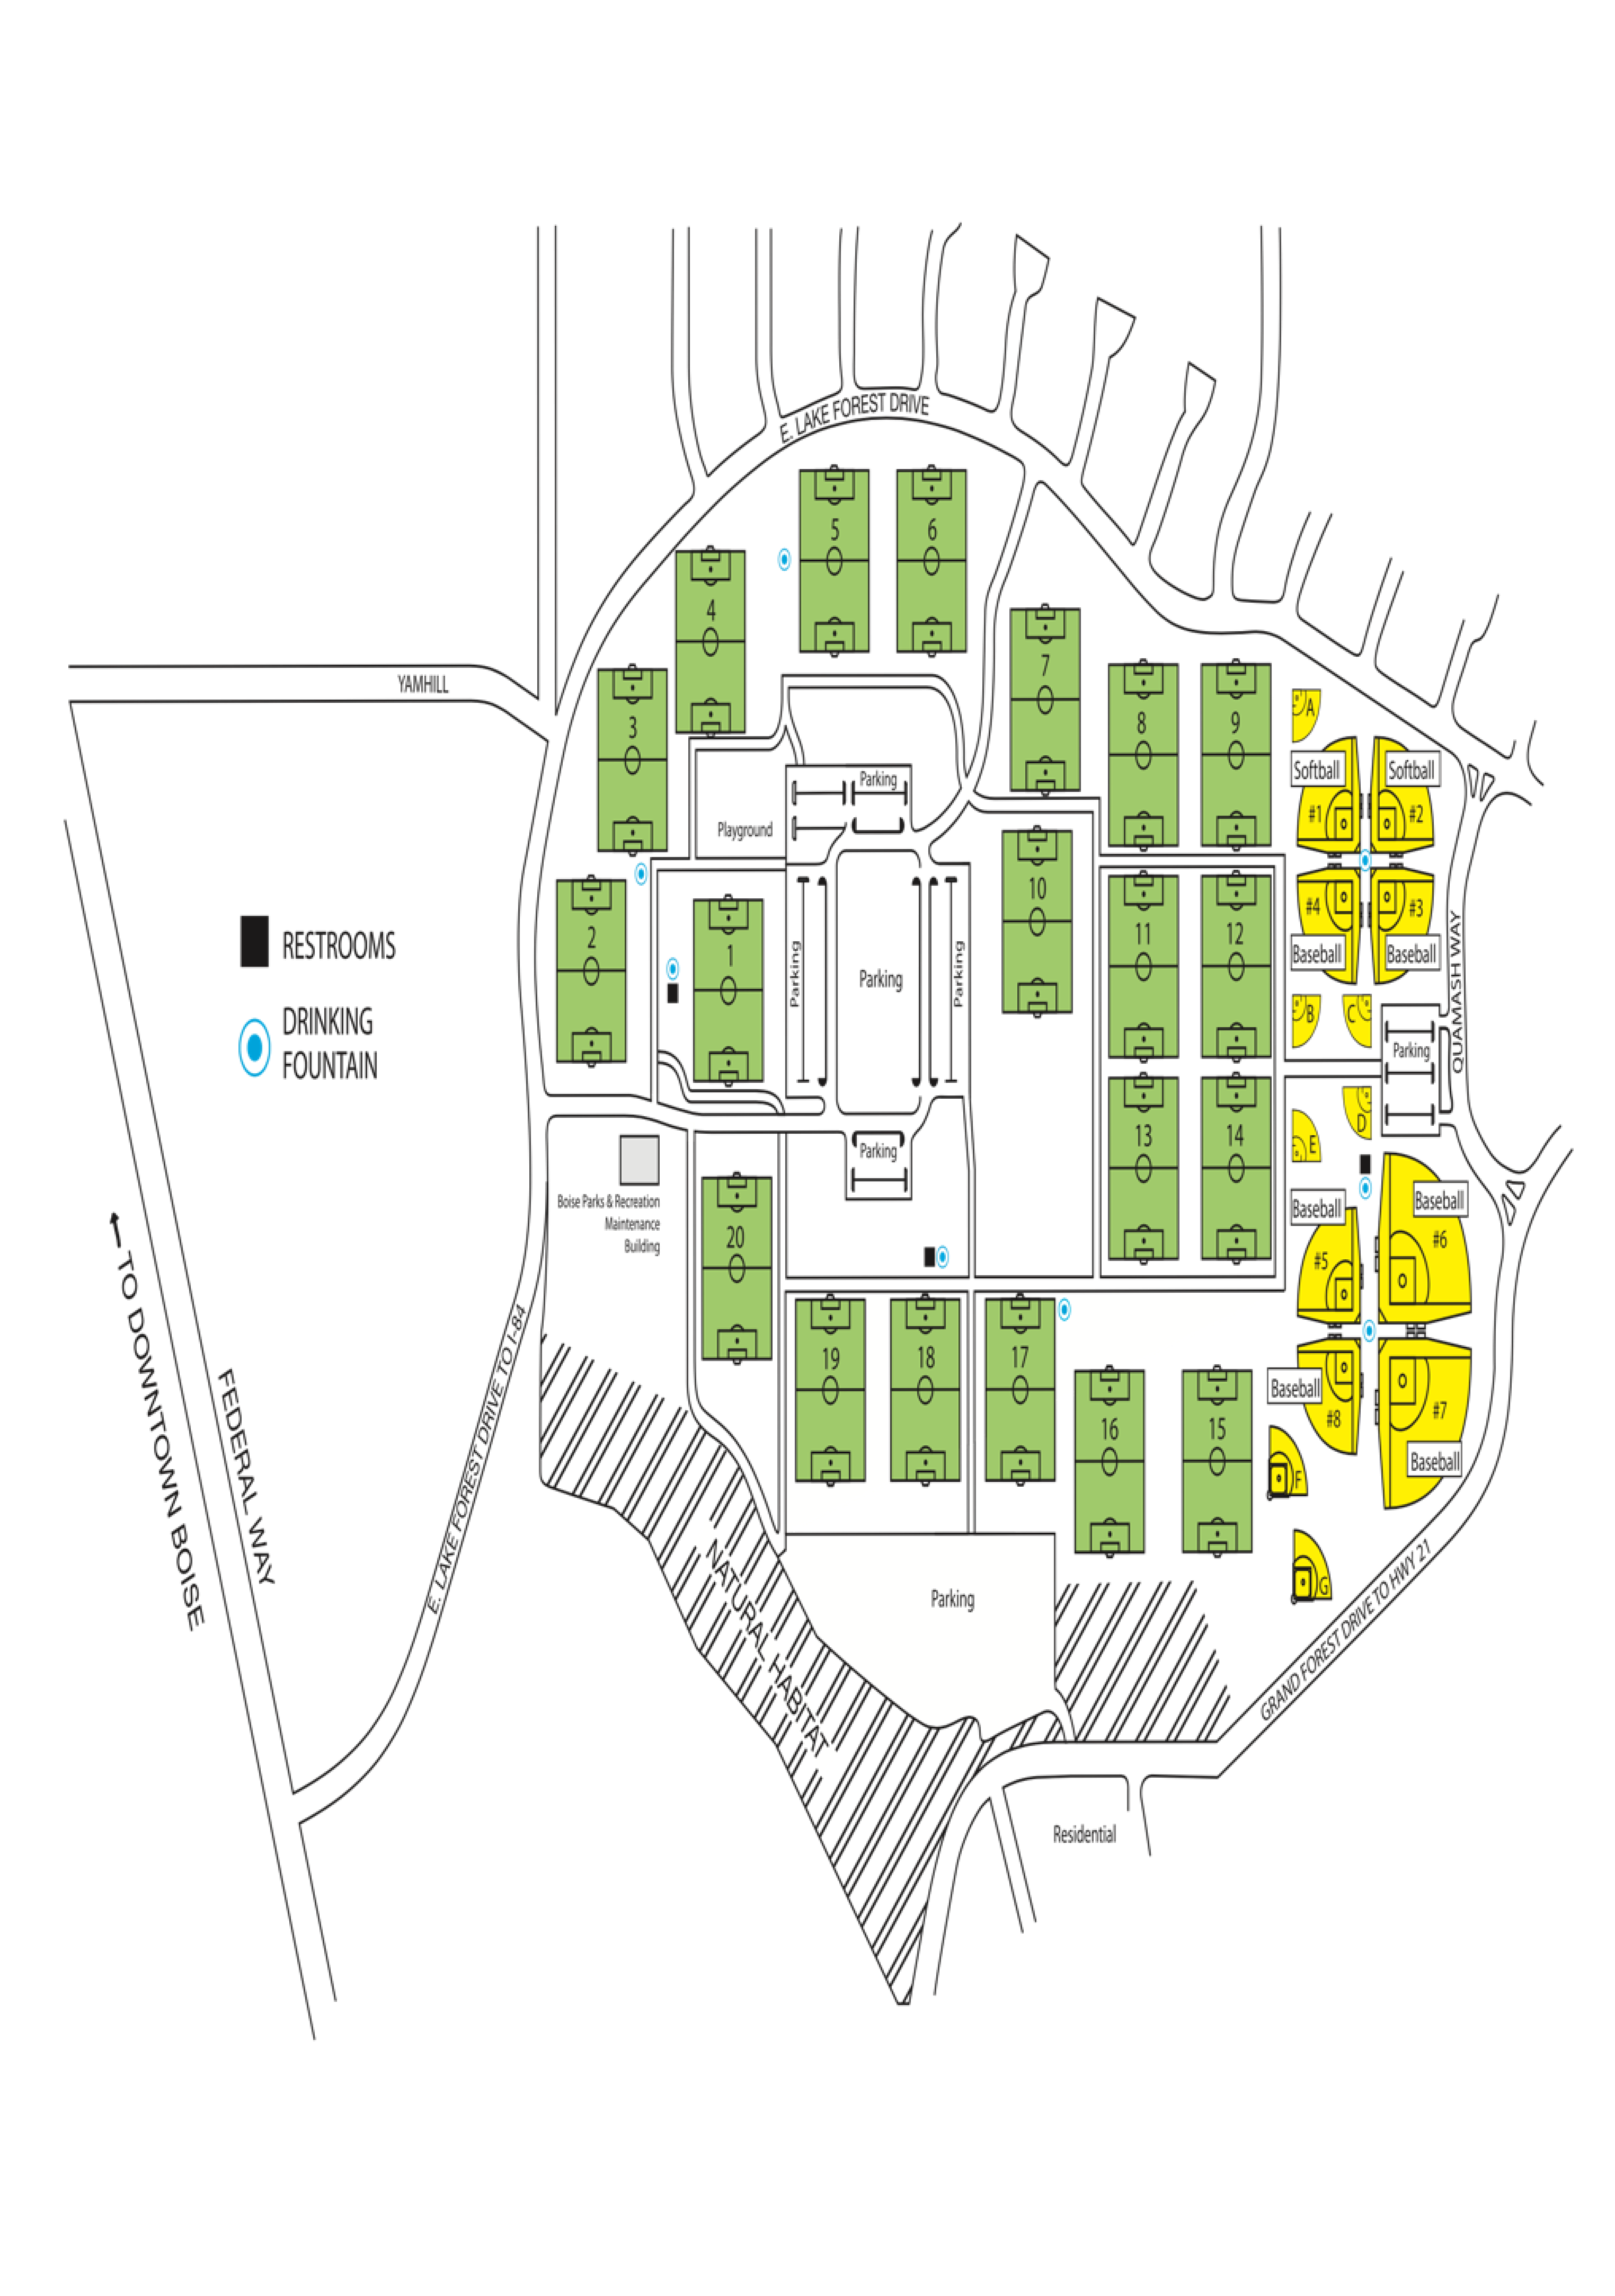 E. LAKE FOREST DRIVE
5
6
4
7
YAMHILL
3
8
9
A
Softball
Softball
Parking
#1
#2
Playground
10
2
1
11
12
#4
#3
RESTROOMS
Baseball
Baseball
Parking
Parking
Parking
QUAMASH WAY
DRINKING
FOUNTAIN
B
C
Parking
D
E
13
14
Parking
Boise Parks & Recreation
Maintenance
Building
Baseball
Baseball
20
#5
#6
TO DOWNTOWN BOISE
FEDERAL WAY
E. LAKE FOREST DRIVE TO I-84
19
18
17
Baseball
16
15
#8
#7
Baseball
F
G
NATURAL HABITAT
Parking
GRAND FOREST DRIVE TO HWY 21
Residential